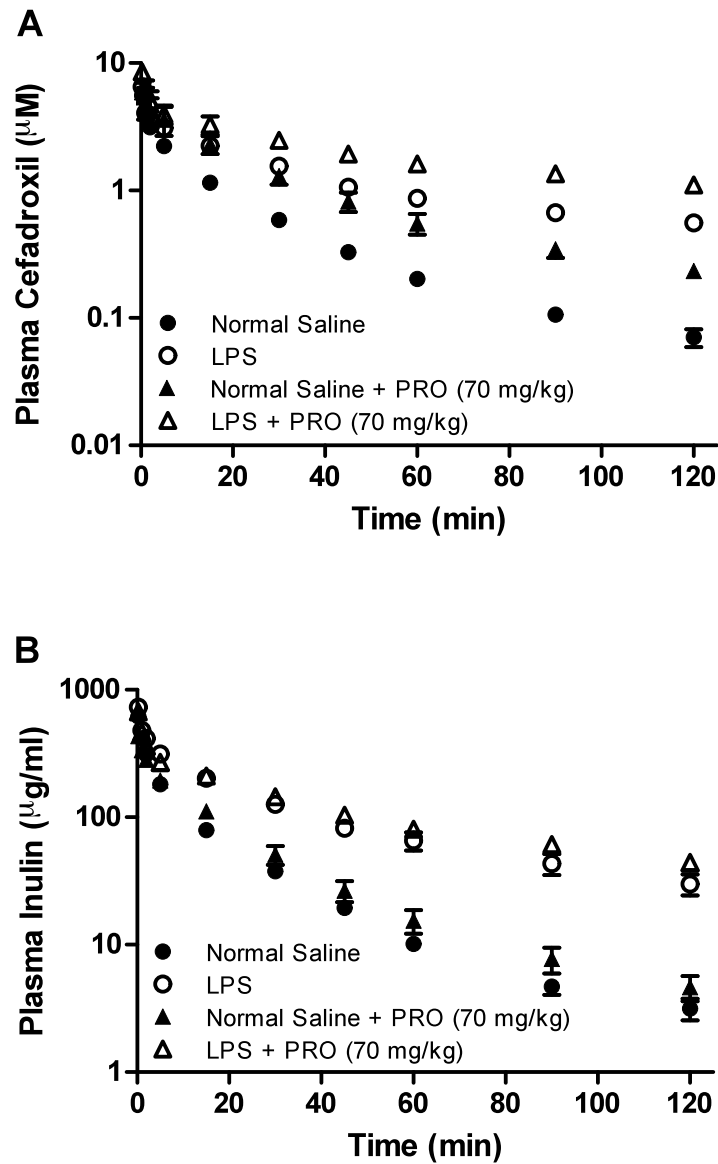 A
Plasma Cefadroxil (μM)
10
1
0.1
0.01
Normal Saline
LPS
Normal Saline + PRO (70 mg/kg)
LPS + PRO (70 mg/kg)
0 20 40 60 80 100 120
Time (min)
B
Plasma Inulin (μg/ml)
1000
100
10
1
Normal Saline
LPS
Normal Saline + PRO (70 mg/kg)
LPS + PRO (70 mg/kg)
0 20 40 60 80 100 120
Time (min)